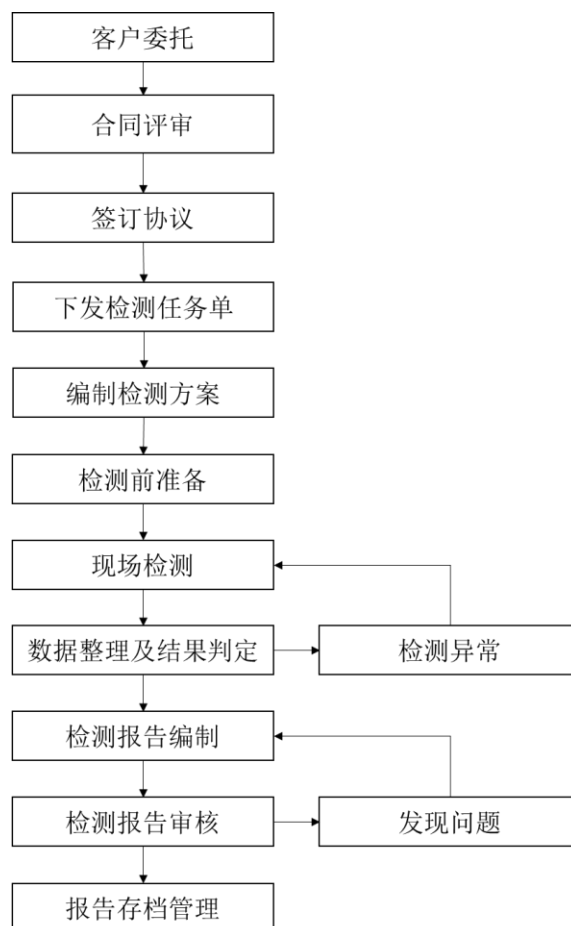 客户委托
合同评审
签订协议
下发检测任务单
编制检测方案
检测前准备
现场检测
数据整理及结果判定
检测异常
检测报告编制
检测报告审核
发现问题
报告存档管理